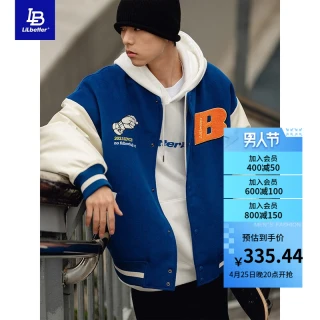 LB
Lilbetter
B
男人节
加入会员
400减50
加入会员
600减100
加入会员
800减150
预估到手价
¥335.44
4月25日晚20点开抢